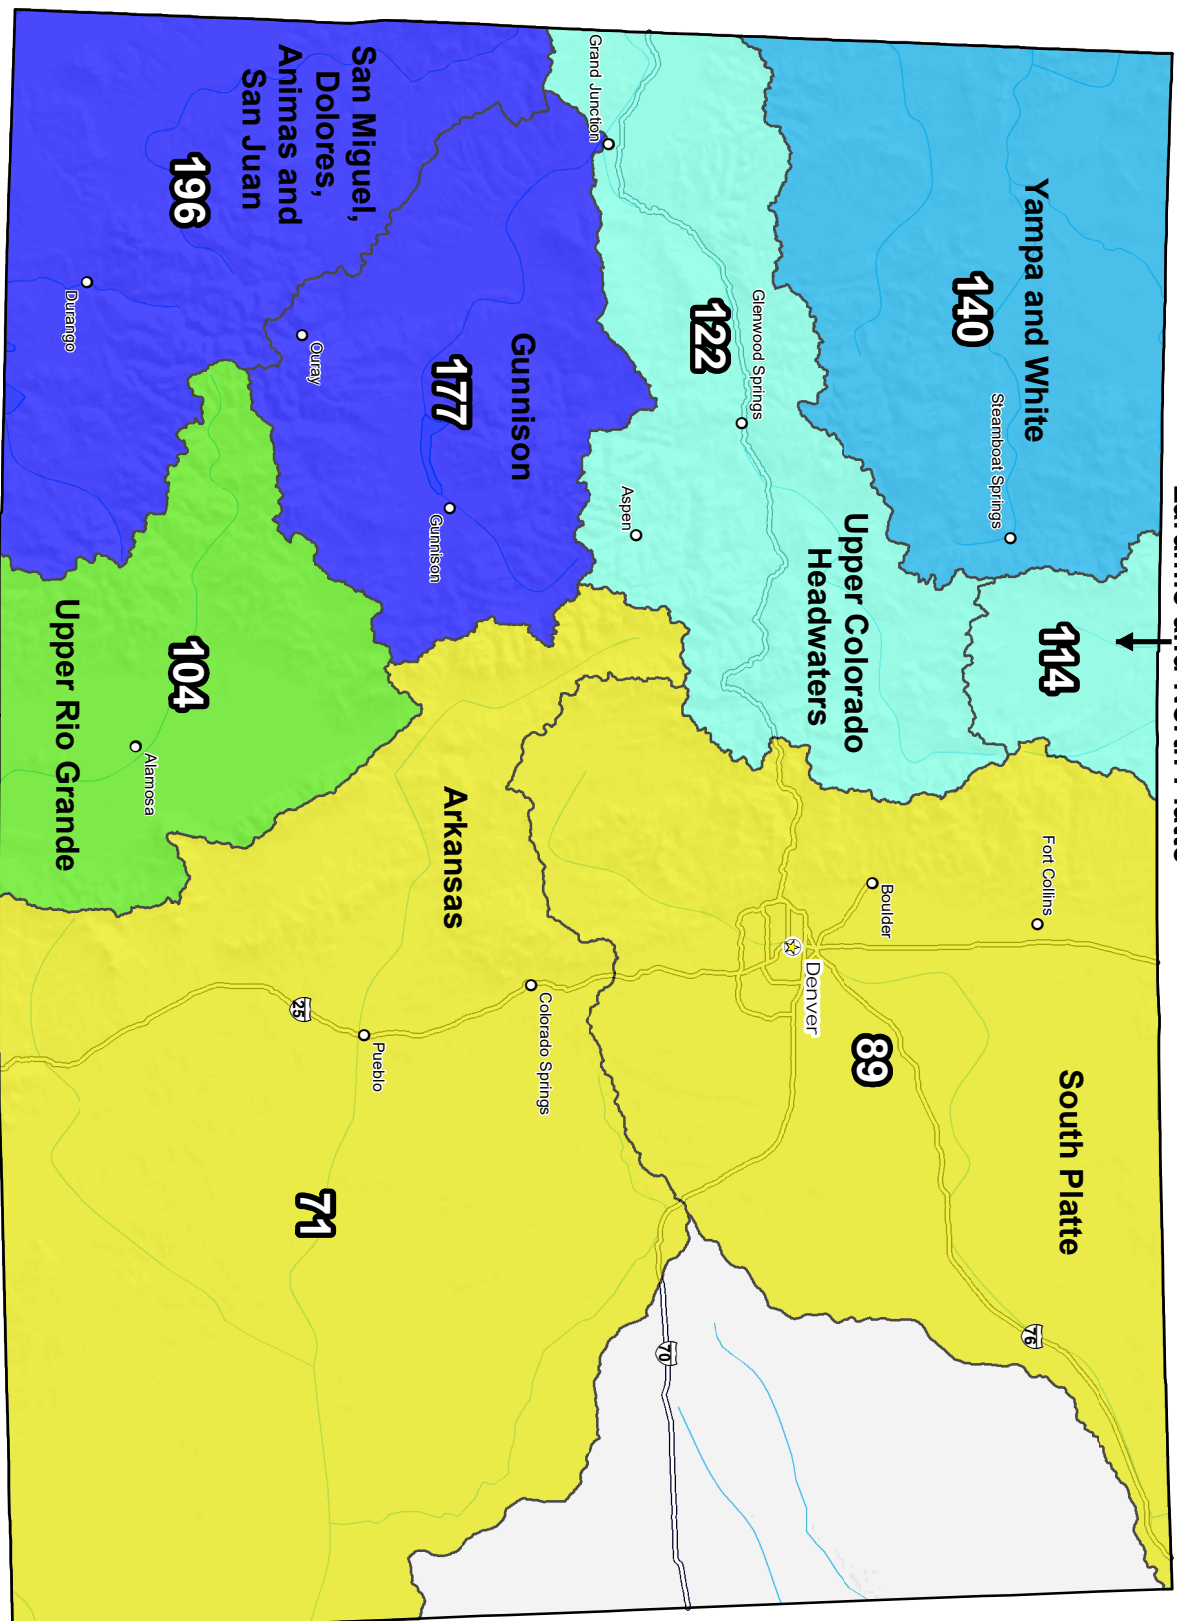 Yampa and White
140
Steamboat Springs
114
Fort Collins
South Platte
76
Glenwood Springs
122
Upper Colorado
Headwaters
Boulder
Denver
89
Grand Junction
Aspen
70
Gunnison
177
Gunnison
Arkansas
Colorado Springs
San Miguel,
Dolores,
Animas and
San Juan
196
Ouray
Pueblo
25
71
Durango
104
Alamosa
Upper Rio Grande